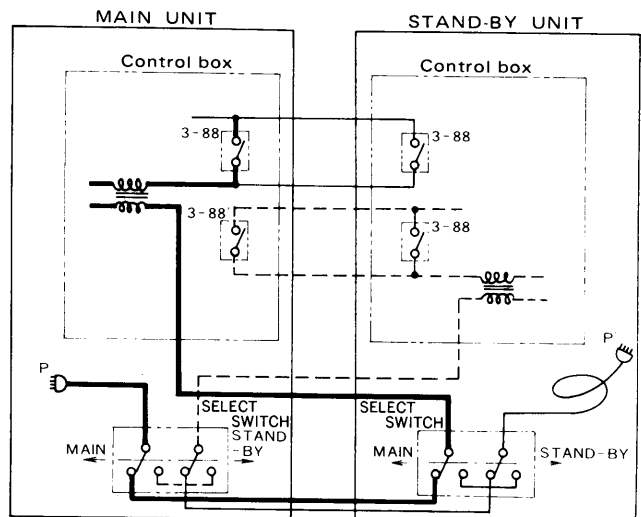 MAIN UNIT
STAND-BY UNIT
Control box
Control box
3-88
3-88
3-88
3-88
P
P
SELECT
SWITCH
STAND
-BY
MAIN
SELECT
SWITCH
MAIN
STAND-BY